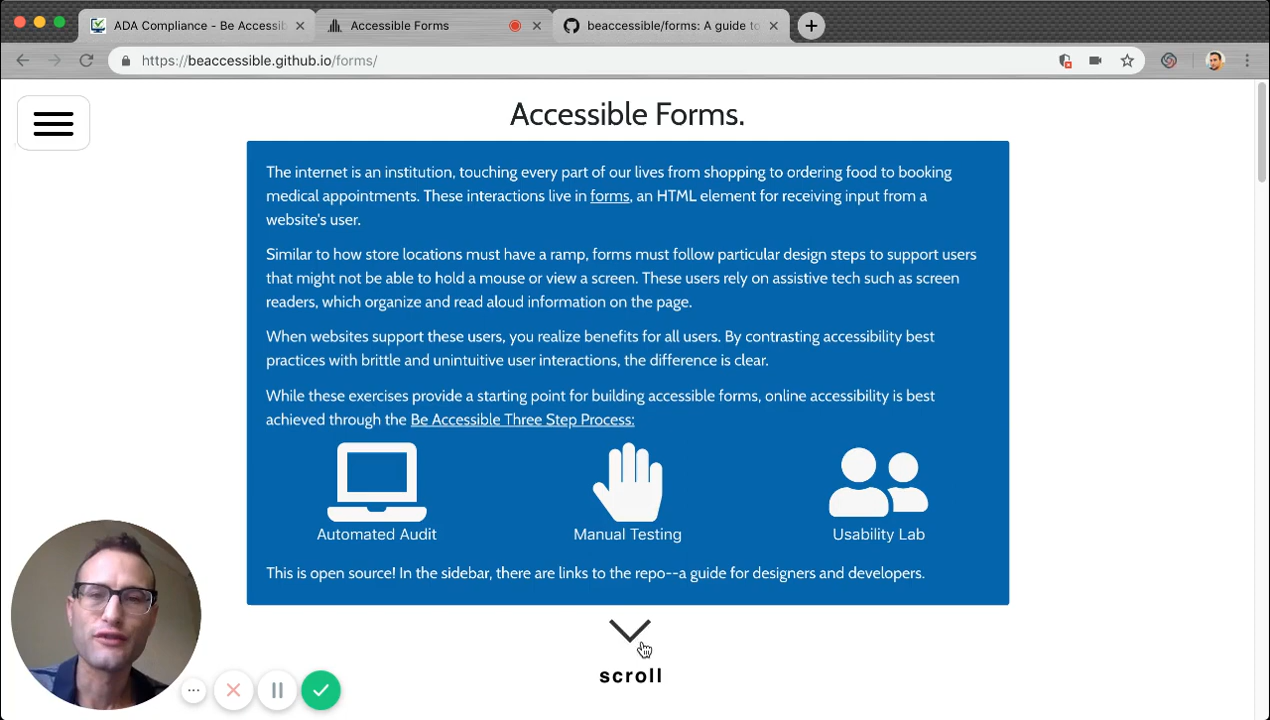 ADA Compliance - Be Accessib
Accessible Forms
beaccessible/forms: A guide to
https://beaccessible.github.io/forms/
Accessible Forms.
The internet is an institution, touching every part of our lives from shopping to ordering food to booking
medical appointments. These interactions live in forms, an HTML element for receiving input from a
website's user.
Similar to how store locations must have a ramp, forms must follow particular design steps to support users
that might not be able to hold a mouse or view a screen. These users rely on assistive tech such as screen
readers, which organize and read aloud information on the page.
When websites support these users, you realize benefits for all users. By contrasting accessibility best
practices with brittle and unintuitive user interactions, the difference is clear.
While these exercises provide a starting point for building accessible forms, online accessibility is best
achieved through the Be Accessible Three Step Process:
Automated Audit
Manual Testing
Usability Lab
This is open source! In the sidebar, there are links to the repo--a guide for designers and developers.
scroll